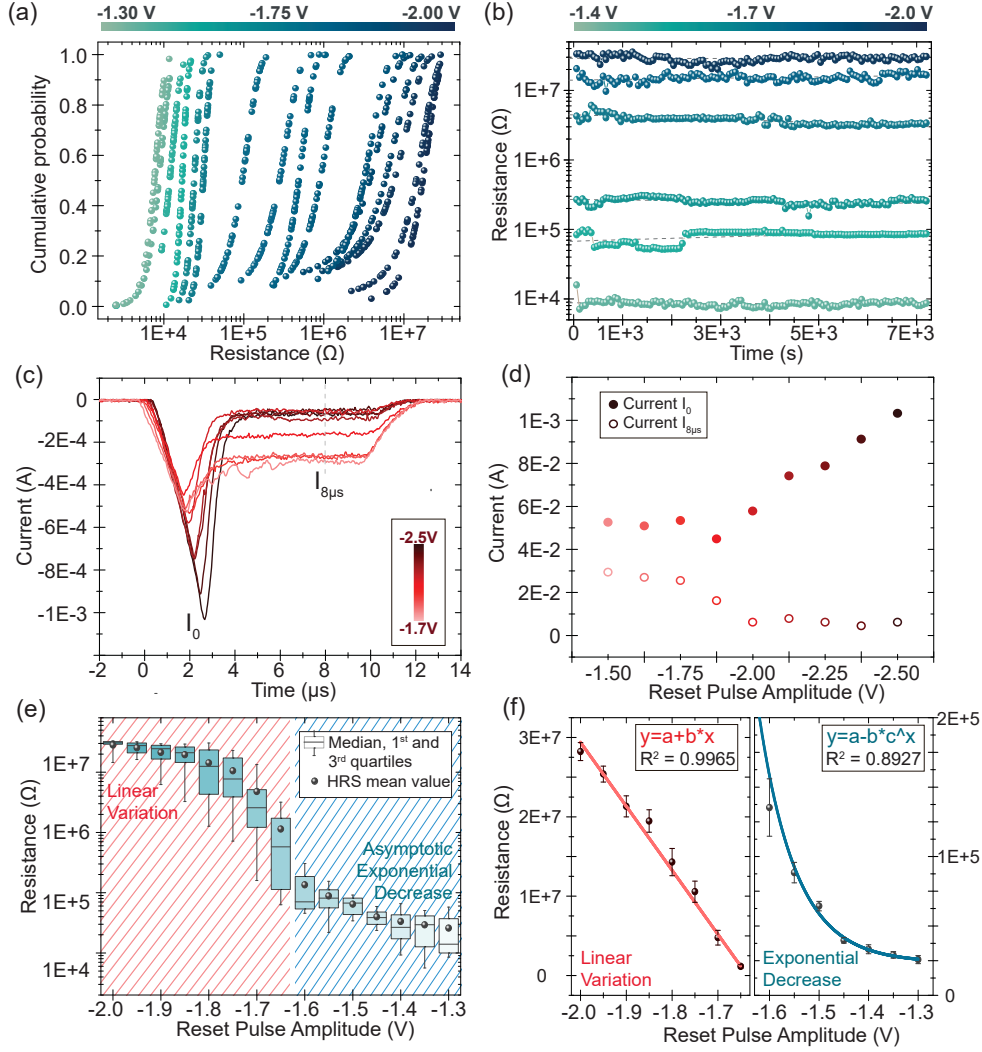 (a)
-1.30 V
-1.75 V
-2.00 V
Cumulative probability
1.0
0.8
0.6
0.4
0.2
0.0
1E+4
1E+5
1E+6
1E+7
Resistance (Ω)
(b)
-1.4 V
-1.7 V
-2.0 V
Resistance (Ω)
1E+7
1E+6
1E+5
1E+4
1E+3
3E+3
5E+3
7E+3
Time (s)
(c)
Current (A)
0
-2E-4
-4E-4
-6E-4
-8E-4
-1E-3
I8μs
I0
-2.5V
-1.7V
-2
0
2
4
6
8
10
12
14
Time (μs)
(d)
Current I0
Current I8μs
Current (A)
1E-3
8E-2
6E-2
4E-2
2E-2
0
-1.50
-1.75
-2.00
-2.25
-2.50
Reset Pulse Amplitude (V)
(e)
Resistance (Ω)
1E+7
1E+6
1E+5
1E+4
Median, 1st and
3rd quartiles
HRS mean value
Linear
Variation
Asymptotic
Exponential
Decrease
-2.0
-1.9
-1.8
-1.7
-1.6
-1.5
-1.4
-1.3
Reset Pulse Amplitude (V)
(f)
Resistance (Ω)
3E+7
2E+7
1E+7
0
y=a+b*x
R² = 0.9965
Linear
Variation
y=a-b*c^x
R² = 0.8927
Exponential
Decrease
2E+5
1E+5
0
-2.0
-1.9
-1.8
-1.7
-1.6
-1.5
-1.4
-1.3
Reset Pulse Amplitude (V)